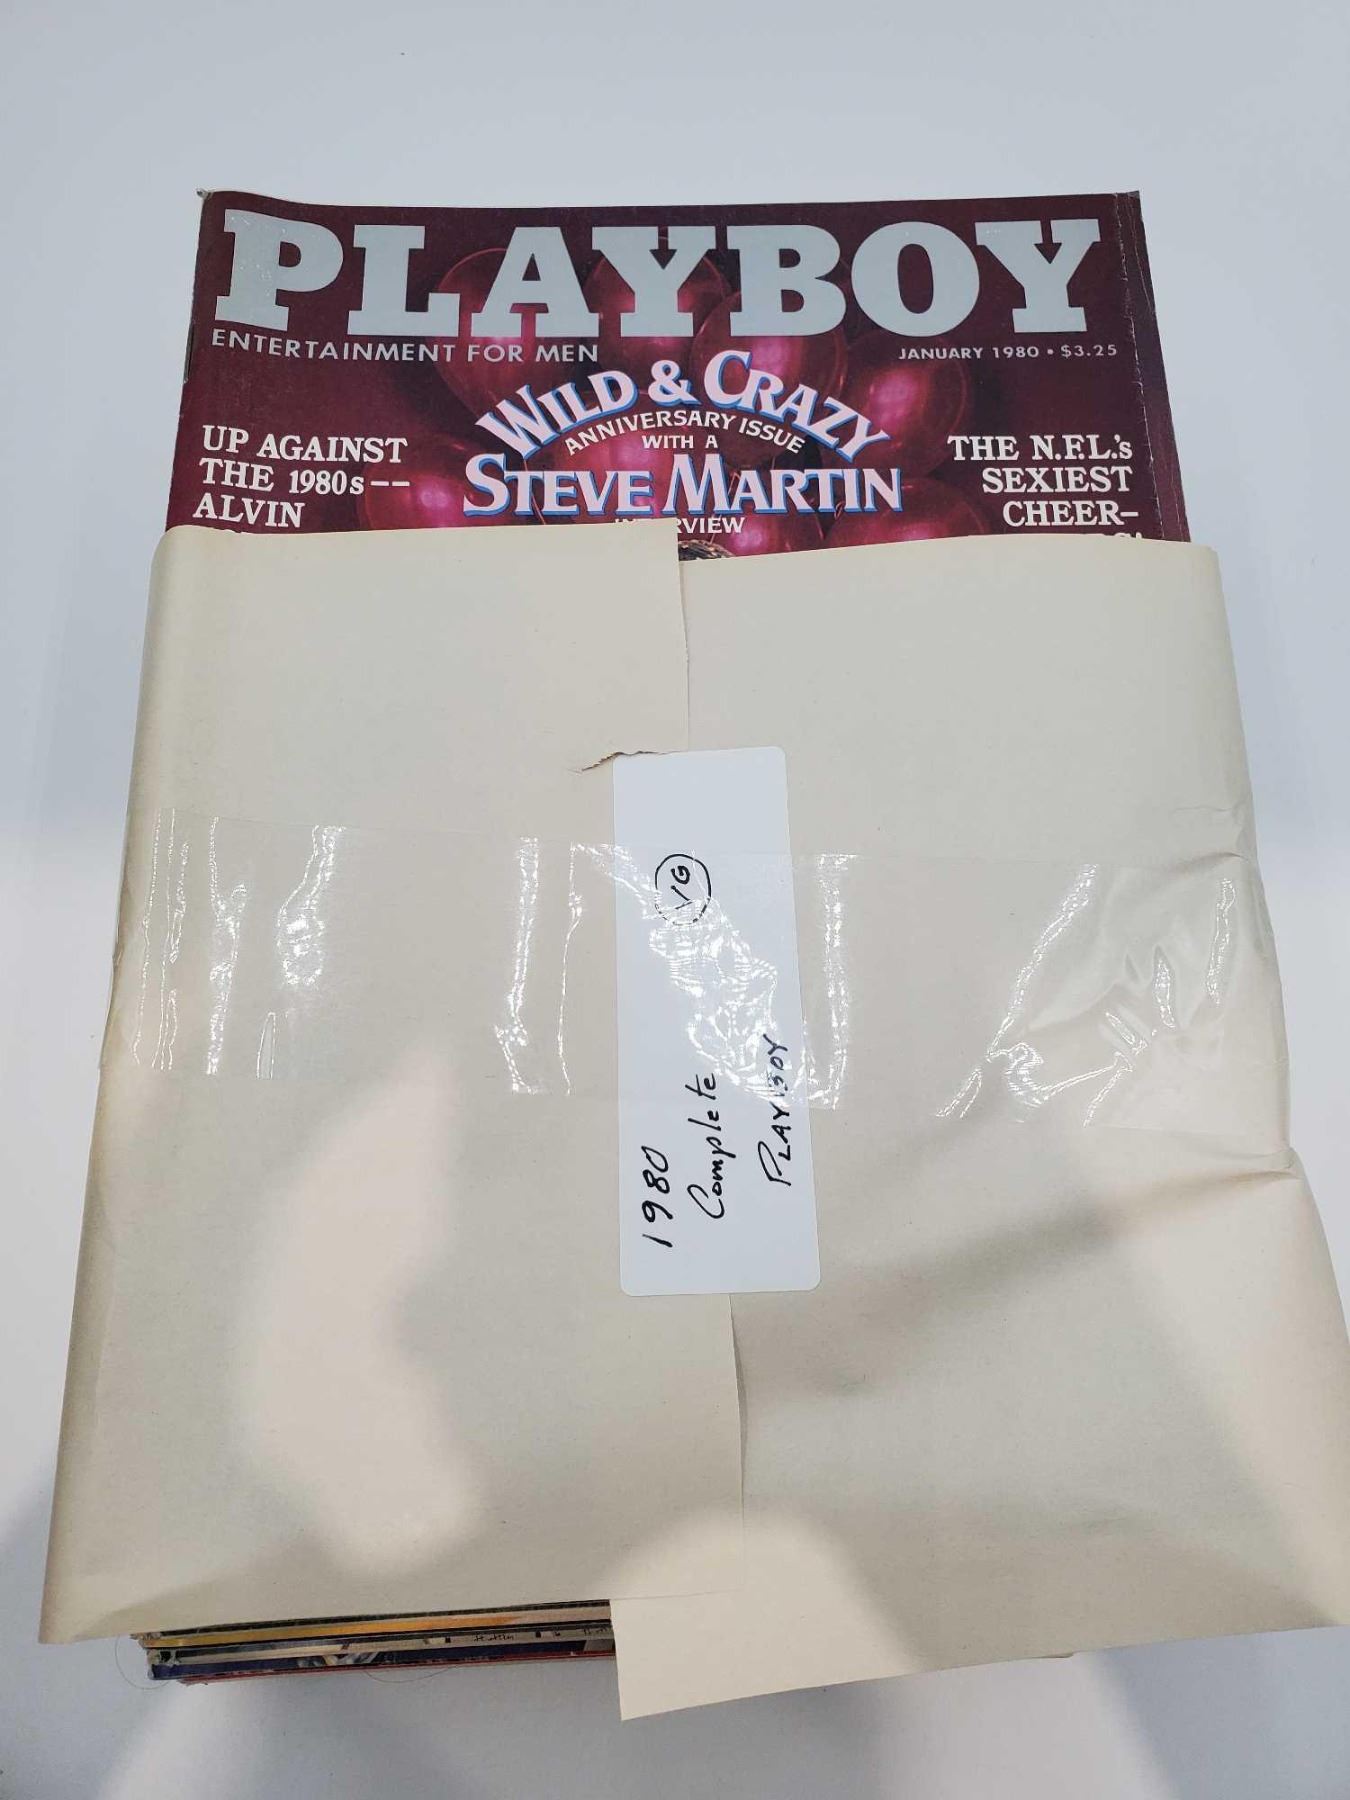 PLAYBOY
ENTERTAINMENT FOR MEN
JANUARY 1980 • $3.25
WILD & CRAZY
ANNIVERSARY ISSUE
WITH A
STEVE MARTIN
UP AGAINST
THE 1980s--
ALVIN
THE N.F.L.'s
SEXIEST
CHEER-
VG
1980
Complete
PLAYBOY